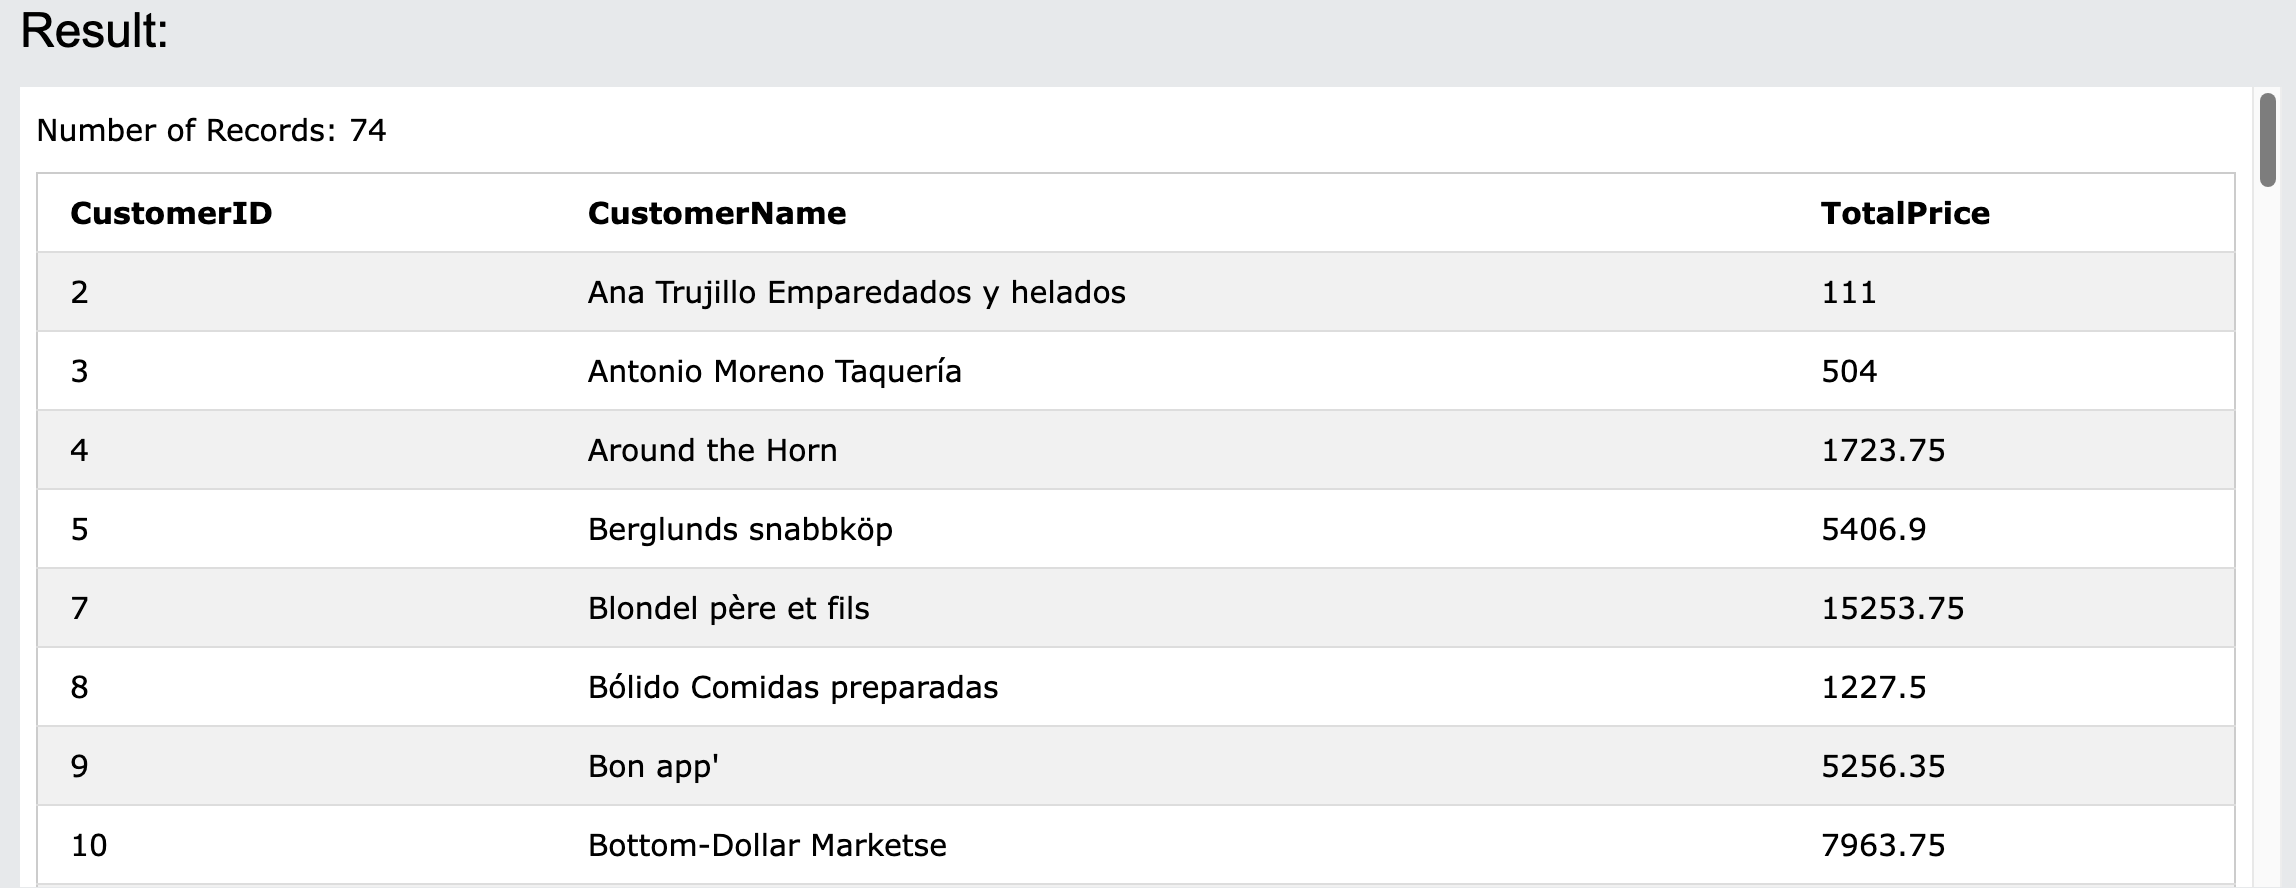 Result:
Number of Records: 74
CustomerID CustomerName TotalPrice
2 Ana Trujillo Emparedados y helados 111
3 Antonio Moreno Taquería 504
4 Around the Horn 1723.75
5 Berglunds snabbköp 5406.9
7 Blondel père et fils 15253.75
8 Bólido Comidas preparadas 1227.5
9 Bon app' 5256.35
10 Bottom-Dollar Marketse 7963.75